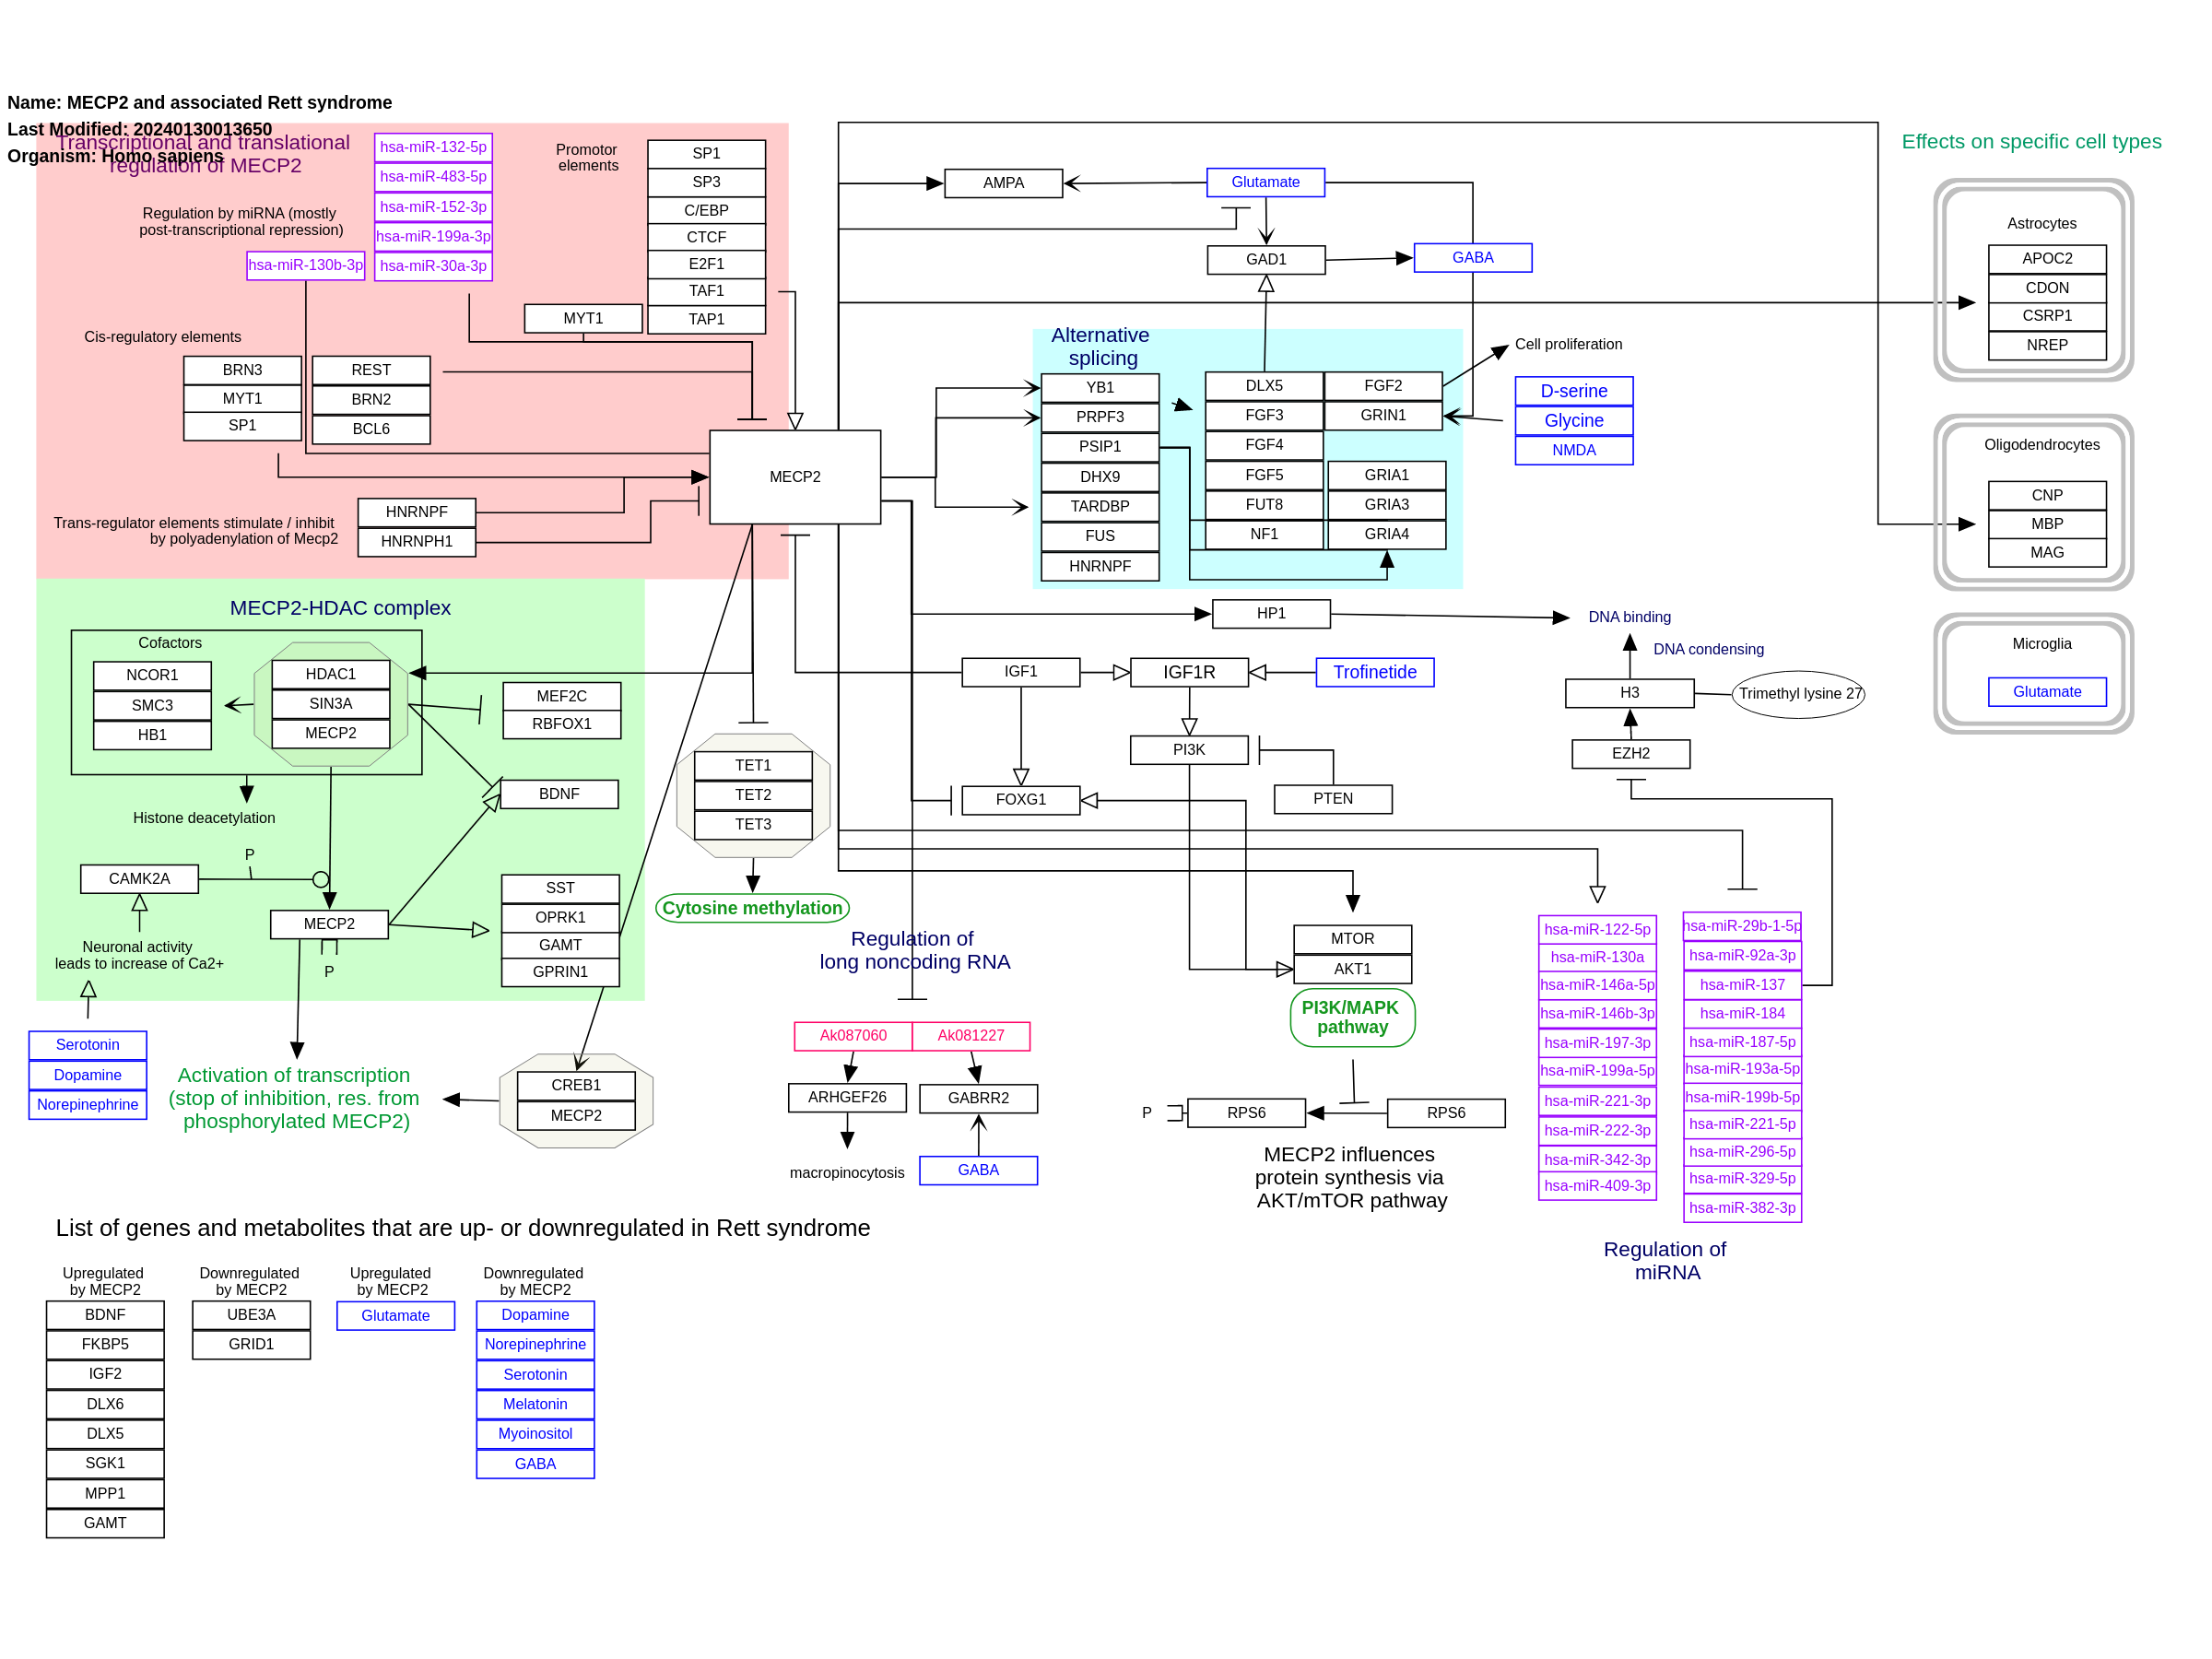 Name: MECP2 and associated Rett syndrome
Last Modified: 20240130013650
Organism: Homo sapiens
Transcriptional and translational
regulation of MECP2
hsa-miR-132-5p
hsa-miR-483-5p
hsa-miR-152-3p
hsa-miR-199a-3p
hsa-miR-30a-3p
Regulation by miRNA (mostly
post-transcriptional repression)
hsa-miR-130b-3p
Promotor
elements
SP1
SP3
C/EBP
CTCF
E2F1
TAF1
TAP1
MYT1
Cis-regulatory elements
BRN3
MYT1
SP1
REST
BRN2
BCL6
MECP2
Trans-regulator elements stimulate / inhibit
by polyadenylation of Mecp2
HNRNPF
HNRNPH1
AMPA
Glutamate
GAD1
GABA
Alternative
splicing
YB1
PRPF3
PSIP1
DHX9
TARDBP
FUS
HNRNPF
DLX5
FGF3
FGF4
FGF5
FUT8
NF1
FGF2
GRIN1
GRIA1
GRIA3
GRIA4
Cell proliferation
D-serine
Glycine
NMDA
Effects on specific cell types
Astrocytes
APOC2
CDON
CSRP1
NREP
Oligodendrocytes
CNP
MBP
MAG
Microglia
Glutamate
MECP2-HDAC complex
Cofactors
NCOR1
SMC3
HB1
HDAC1
SIN3A
MECP2
MEF2C
RBFOX1
BDNF
Histone deacetylation
P
CAMK2A
MECP2
P
Neuronal activity
leads to increase of Ca2+
SST
OPRK1
GAMT
GPRIN1
Serotonin
Dopamine
Norepinephrine
Activation of transcription
(stop of inhibition, res. from
phosphorylated MECP2)
CREB1
MECP2
TET1
TET2
TET3
Cytosine methylation
HP1
DNA binding
DNA condensing
H3
Trimethyl lysine 27
EZH2
IGF1
IGF1R
Trofinetide
PI3K
PTEN
FOXG1
Regulation of
long noncoding RNA
Ak087060
Ak081227
ARHGEF26
GABRR2
macropinocytosis
GABA
MTOR
AKT1
PI3K/MAPK
pathway
P
RPS6
RPS6
MECP2 influences
protein synthesis via
AKT/mTOR pathway
hsa-miR-122-5p
hsa-miR-130a
hsa-miR-146a-5p
hsa-miR-146b-3p
hsa-miR-197-3p
hsa-miR-199a-5p
hsa-miR-221-3p
hsa-miR-222-3p
hsa-miR-342-3p
hsa-miR-409-3p
hsa-miR-29b-1-5p
hsa-miR-92a-3p
hsa-miR-137
hsa-miR-184
hsa-miR-187-5p
hsa-miR-193a-5p
hsa-miR-199b-5p
hsa-miR-221-5p
hsa-miR-296-5p
hsa-miR-329-5p
hsa-miR-382-3p
Regulation of
miRNA
List of genes and metabolites that are up- or downregulated in Rett syndrome
Upregulated
by MECP2
BDNF
FKBP5
IGF2
DLX6
DLX5
SGK1
MPP1
GAMT
Downregulated
by MECP2
UBE3A
GRID1
Upregulated
by MECP2
Glutamate
Downregulated
by MECP2
Dopamine
Norepinephrine
Serotonin
Melatonin
Myoinositol
GABA